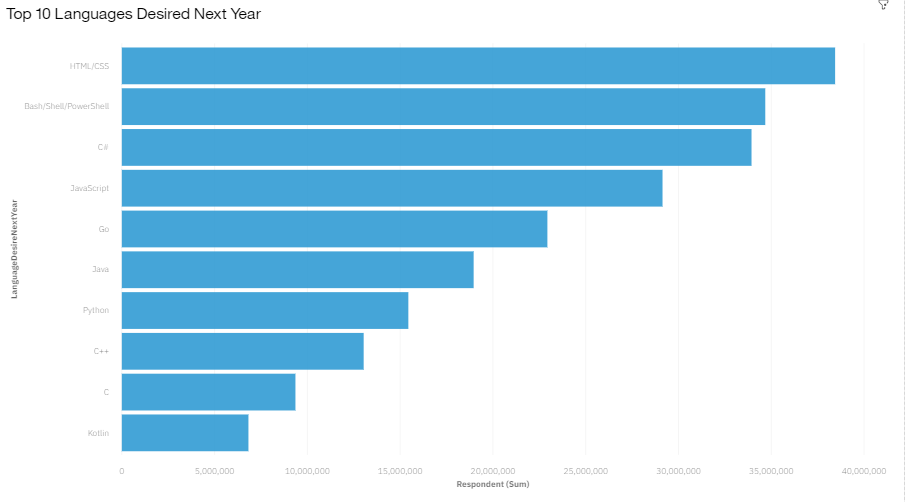 Top 10 Languages Desired Next Year
LanguageDesireNextYear
HTML/CSS
Bash/Shell/PowerShell
C#
JavaScript
Go
Java
Python
C++
C
Kotlin
0 5,000,000 10,000,000 15,000,000 20,000,000 25,000,000 30,000,000 35,000,000 40,000,000
Respondent (Sum)